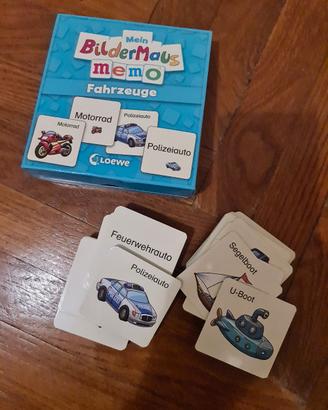 Mein
BilderMaus
memo
Fahrzeuge
Motorrad
Motorrad
Polizeiauto
Polizeiauto
Loewe
Feuerwehrauto
Polizeiauto
Segelboot
U-Boot